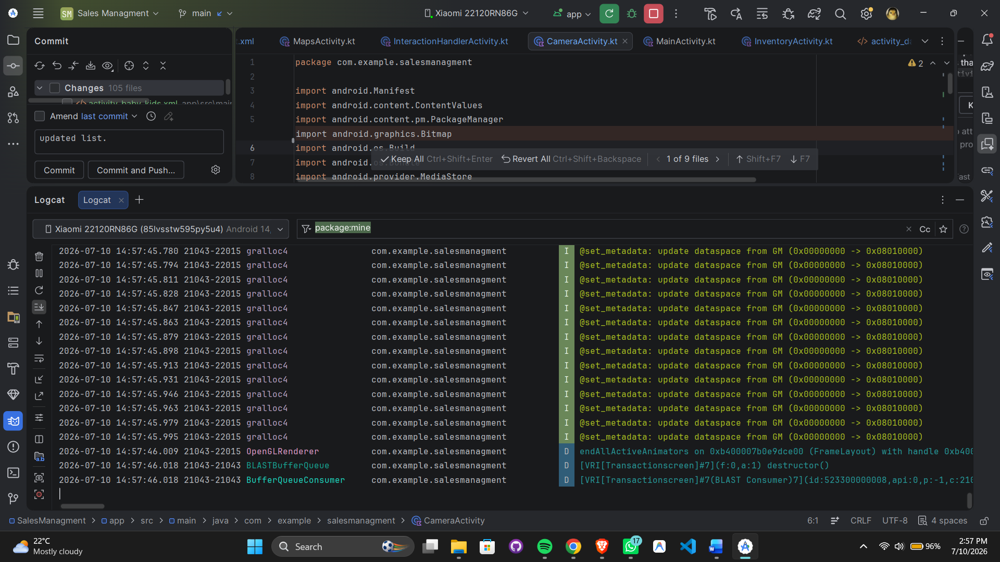 SM Sales Managment
main
Xiaomi 22120RN86G
app
Commit
Changes 105 files
activity_baby_kids.xml app\src\mair
Amend last commit
updated list.
Commit
Commit and Push...
.xml
MapsActivity.kt
InteractionHandlerActivity.kt
CameraActivity.kt
MainActivity.kt
InventoryActivity.kt
activity_da
1 package com.example.salesmanagment
2
3 import android.Manifest
4 import android.content.ContentValues
5 import android.content.pm.PackageManager
import android.graphics.Bitmap
6 import android.os.Build
7 import android.os.Bundle
8 import android.provider.MediaStore
2
Keep All Ctrl+Shift+Enter Revert All Ctrl+Shift+Backspace 1 of 9 files Shift+F7 F7
tha
tivi
K
att
pro
Logcat
Logcat
Xiaomi 22120RN86G (85lvsstw595py5u4) Android 14,
package:mine
Cc
2026-07-10 14:57:45.780 21043-22015 gralloc4 com.example.salesmanagment I @set_metadata: update dataspace from GM (0x00000000 -> 0x08010000)
2026-07-10 14:57:45.794 21043-22015 gralloc4 com.example.salesmanagment I @set_metadata: update dataspace from GM (0x00000000 -> 0x08010000)
2026-07-10 14:57:45.811 21043-22015 gralloc4 com.example.salesmanagment I @set_metadata: update dataspace from GM (0x00000000 -> 0x08010000)
2026-07-10 14:57:45.828 21043-22015 gralloc4 com.example.salesmanagment I @set_metadata: update dataspace from GM (0x00000000 -> 0x08010000)
2026-07-10 14:57:45.847 21043-22015 gralloc4 com.example.salesmanagment I @set_metadata: update dataspace from GM (0x00000000 -> 0x08010000)
2026-07-10 14:57:45.863 21043-22015 gralloc4 com.example.salesmanagment I @set_metadata: update dataspace from GM (0x00000000 -> 0x08010000)
2026-07-10 14:57:45.879 21043-22015 gralloc4 com.example.salesmanagment I @set_metadata: update dataspace from GM (0x00000000 -> 0x08010000)
2026-07-10 14:57:45.898 21043-22015 gralloc4 com.example.salesmanagment I @set_metadata: update dataspace from GM (0x00000000 -> 0x08010000)
2026-07-10 14:57:45.913 21043-22015 gralloc4 com.example.salesmanagment I @set_metadata: update dataspace from GM (0x00000000 -> 0x08010000)
2026-07-10 14:57:45.931 21043-22015 gralloc4 com.example.salesmanagment I @set_metadata: update dataspace from GM (0x00000000 -> 0x08010000)
2026-07-10 14:57:45.946 21043-22015 gralloc4 com.example.salesmanagment I @set_metadata: update dataspace from GM (0x00000000 -> 0x08010000)
2026-07-10 14:57:45.963 21043-22015 gralloc4 com.example.salesmanagment I @set_metadata: update dataspace from GM (0x00000000 -> 0x08010000)
2026-07-10 14:57:45.979 21043-22015 gralloc4 com.example.salesmanagment I @set_metadata: update dataspace from GM (0x00000000 -> 0x08010000)
2026-07-10 14:57:45.995 21043-22015 gralloc4 com.example.salesmanagment I @set_metadata: update dataspace from GM (0x00000000 -> 0x08010000)
2026-07-10 14:57:46.009 21043-22015 OpenGLRenderer com.example.salesmanagment D endAllActiveAnimators on 0xb400007b0e9dce00 (FrameLayout) with handle 0xb400
2026-07-10 14:57:46.018 21043-21043 BLASTBufferQueue com.example.salesmanagment D [VRI[Transactionscreen]#7](f:0,a:1) destructor()
2026-07-10 14:57:46.018 21043-21043 BufferQueueConsumer com.example.salesmanagment D [VRI[Transactionscreen]#7(BLAST Consumer)7](id:523300000008,api:0,p:-1,c:210
SalesManagment > app > src > main > java > com > example > salesmanagment > CameraActivity
6:1 CRLF UTF-8 4 spaces
22°C
Mostly cloudy
Search
17
96%
2:57 PM
7/10/2026